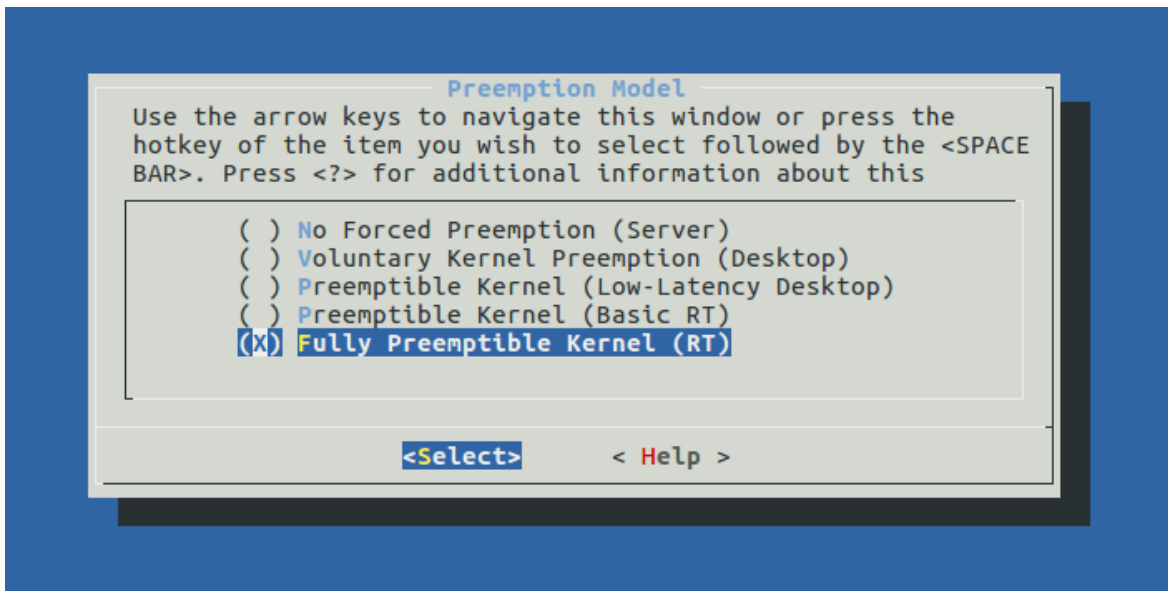 Preemption Model
Use the arrow keys to navigate this window or press the
hotkey of the item you wish to select followed by the <SPACE
BAR>. Press <?> for additional information about this
( ) No Forced Preemption (Server)
( ) Voluntary Kernel Preemption (Desktop)
( ) Preemptible Kernel (Low-Latency Desktop)
( ) Preemptible Kernel (Basic RT)
(X) Fully Preemptible Kernel (RT)
<Select> < Help >